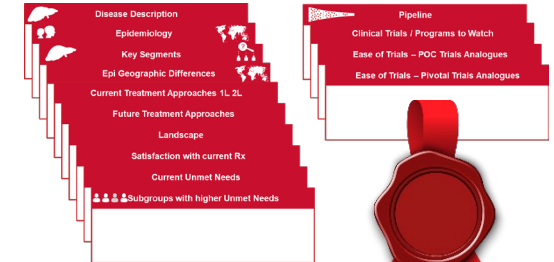 Disease Description
Epidemiology
Key Segments
Epi Geographic Differences
Current Treatment Approaches 1L 2L
Future Treatment Approaches
Landscape
Satisfaction with current Rx
Current Unmet Needs
Subgroups with higher Unmet Needs
Pipeline
Clinical Trials / Programs to Watch
Ease of Trials – POC Trials Analogues
Ease of Trials – Pivotal Trials Analogues